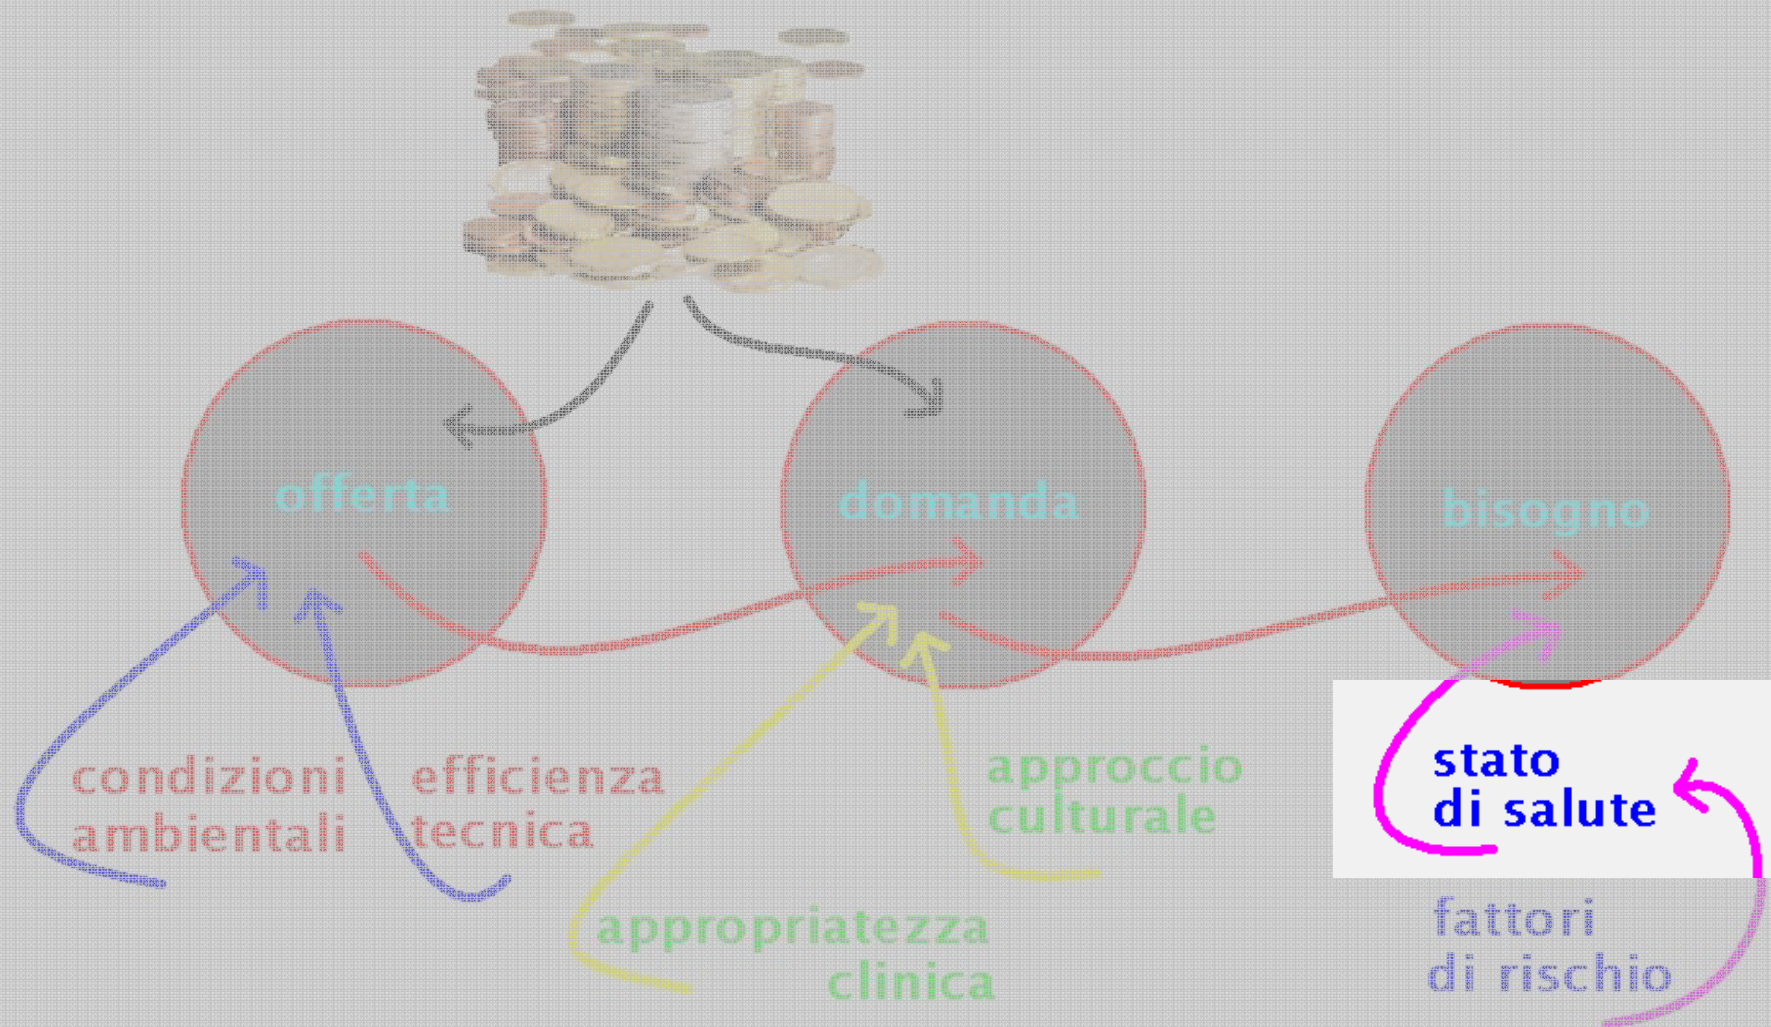 offerta
domanda
bisogno
condizioni
ambientali
efficienza
tecnica
approccio
culturale
appropriatezza
clinica
stato
di salute
fattori
di rischio